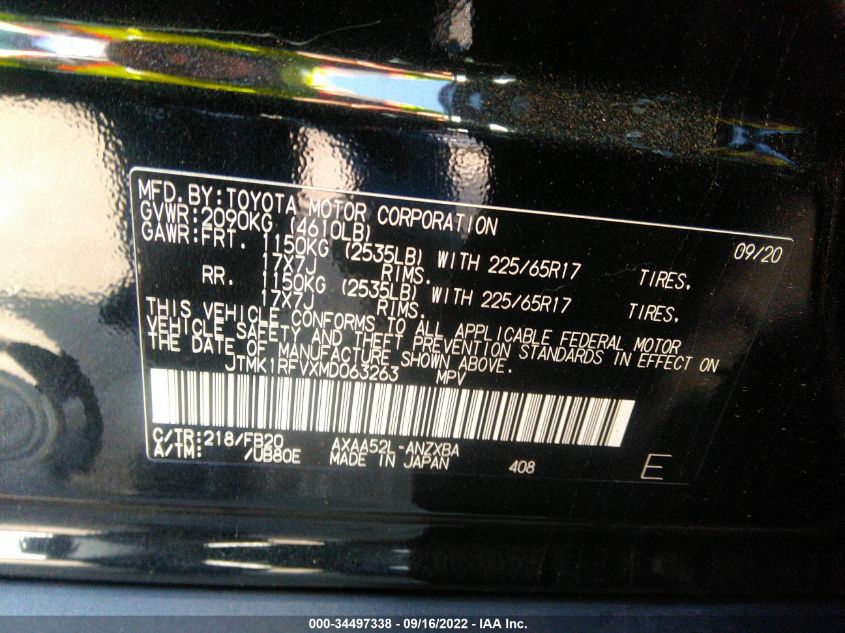 MFD.BY:TOYOTA MOTOR CORPORATION 09/20
GVWR:2090KG (4610LB)
GAWR:FRT. 1150KG (2535LB) WITH 225/65R17 TIRES,
17X7J RIMS.
RR. 1150KG (2535LB) WITH 225/65R17 TIRES,
17X7J RIMS.
THIS VEHICLE CONFORMS TO ALL APPLICABLE FEDERAL MOTOR
VEHICLE SAFETY AND THEFT PREVENTION STANDARDS IN EFFECT ON
THE DATE OF MANUFACTURE SHOWN ABOVE.
JTMK1RFVXMD063263 MPV
C/TR:218/FB20 AXAA52L-ANZXBA
A/TM: /UB80E MADE IN JAPAN 408 E
000-34497338 - 09/16/2022 - IAA Inc.